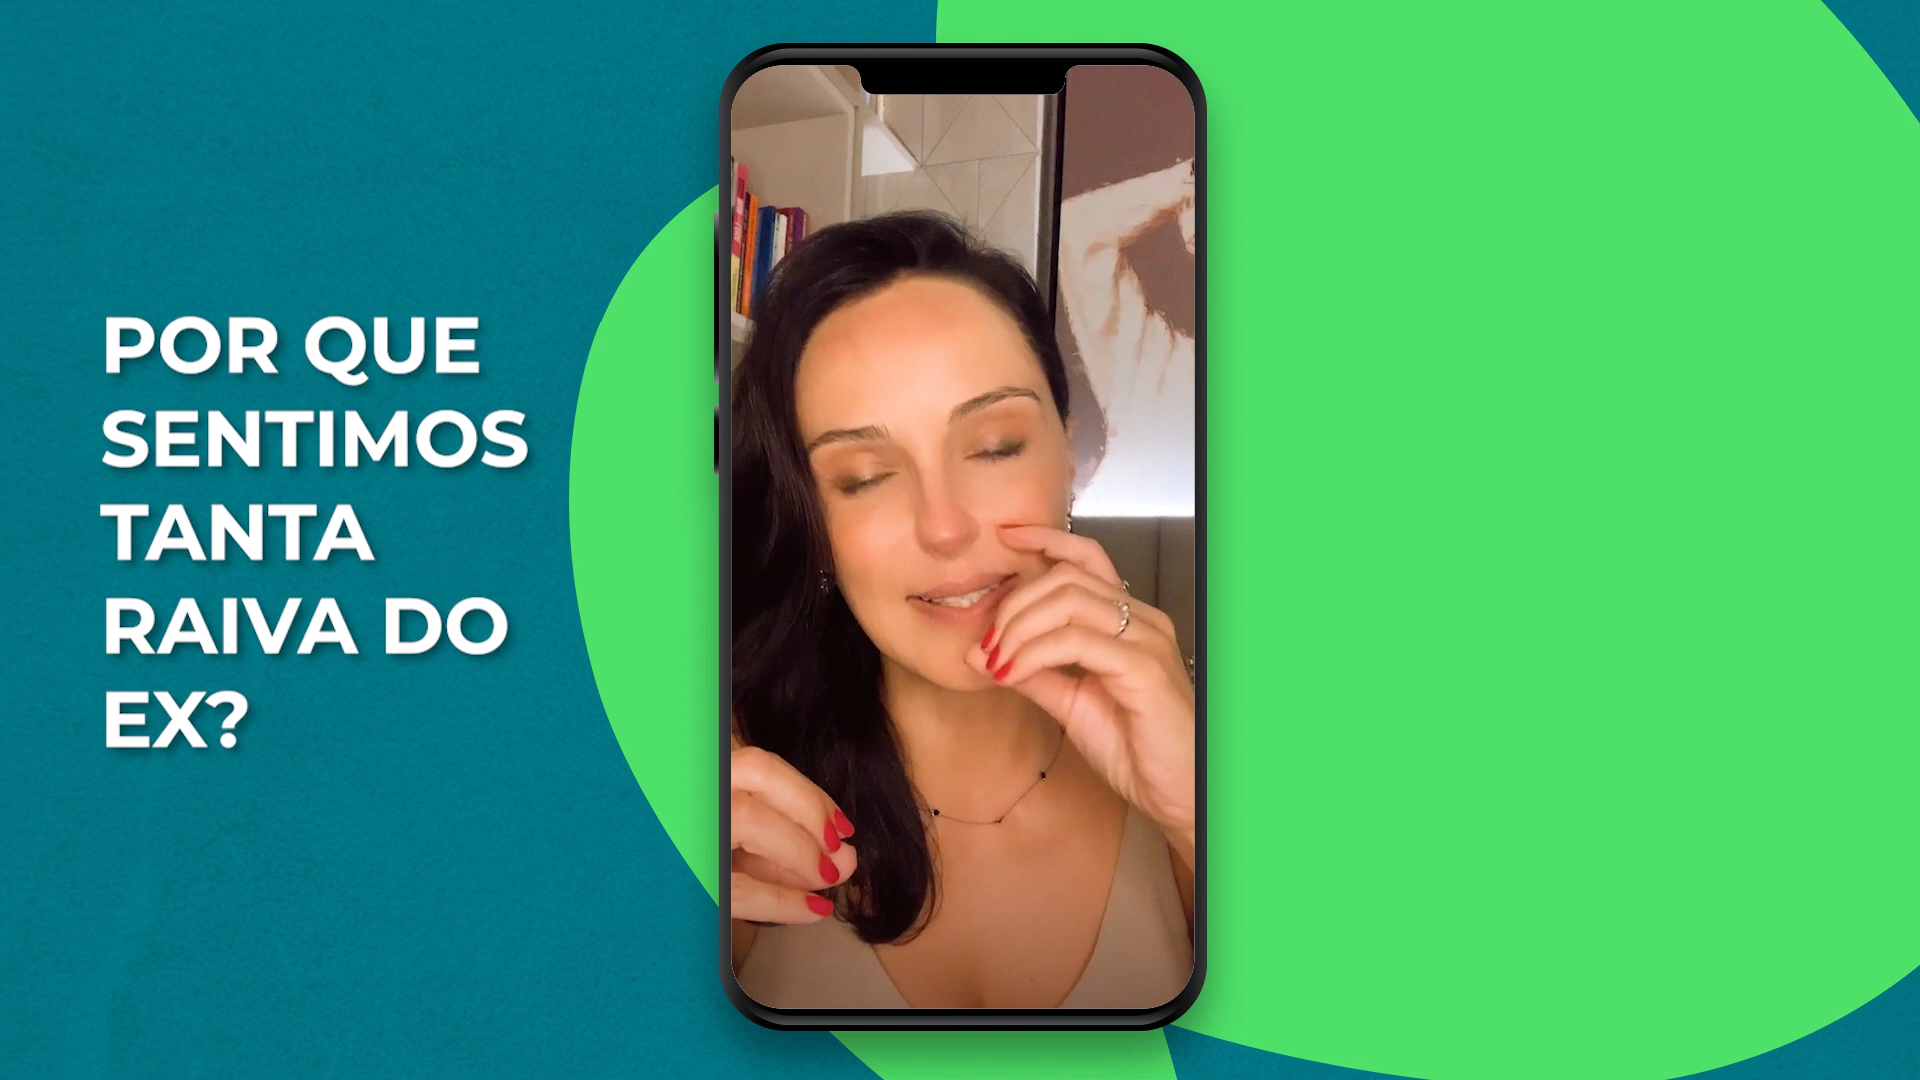 POR QUE
SENTIMOS
TANTA
RAIVA DO
EX?